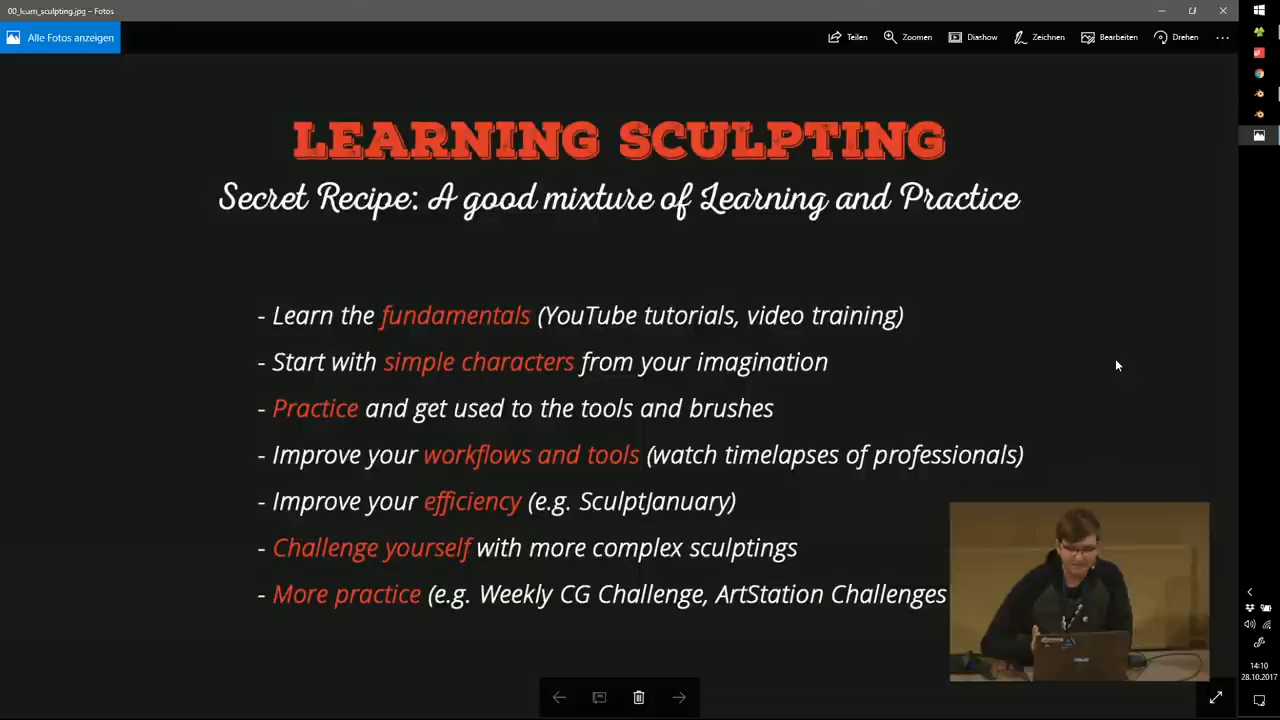 00_learn_sculpting.jpg – Fotos
Alle Fotos anzeigen
Teilen
Zoomen
Diashow
Zeichnen
Bearbeiten
Drehen
LEARNING SCULPTING
Secret Recipe: A good mixture of Learning and Practice
- Learn the fundamentals (YouTube tutorials, video training)
- Start with simple characters from your imagination
- Practice and get used to the tools and brushes
- Improve your workflows and tools (watch timelapses of professionals)
- Improve your efficiency (e.g. SculptJanuary)
- Challenge yourself with more complex sculptings
- More practice (e.g. Weekly CG Challenge, ArtStation Challenges
14:10
28.10.2017